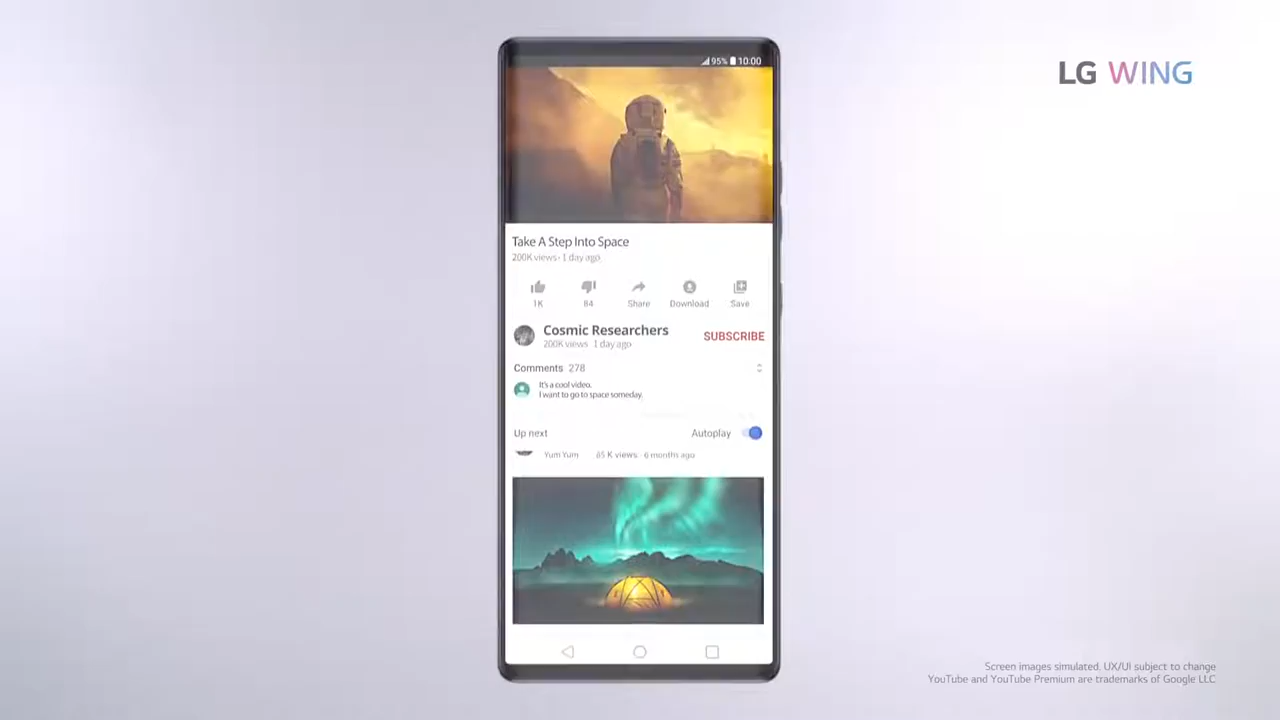 95% 10:00
LG WING
Take A Step Into Space
200K views · 1 day ago
1K 84 Share Download Save
Cosmic Researchers
200K views 1 day ago
SUBSCRIBE
Comments 278
It's a cool video.
I want to go to space someday.
Up next Autoplay
Yum Yum 85 K views · 6 months ago
Screen images simulated. UX/UI subject to change
YouTube and YouTube Premium are trademarks of Google LLC